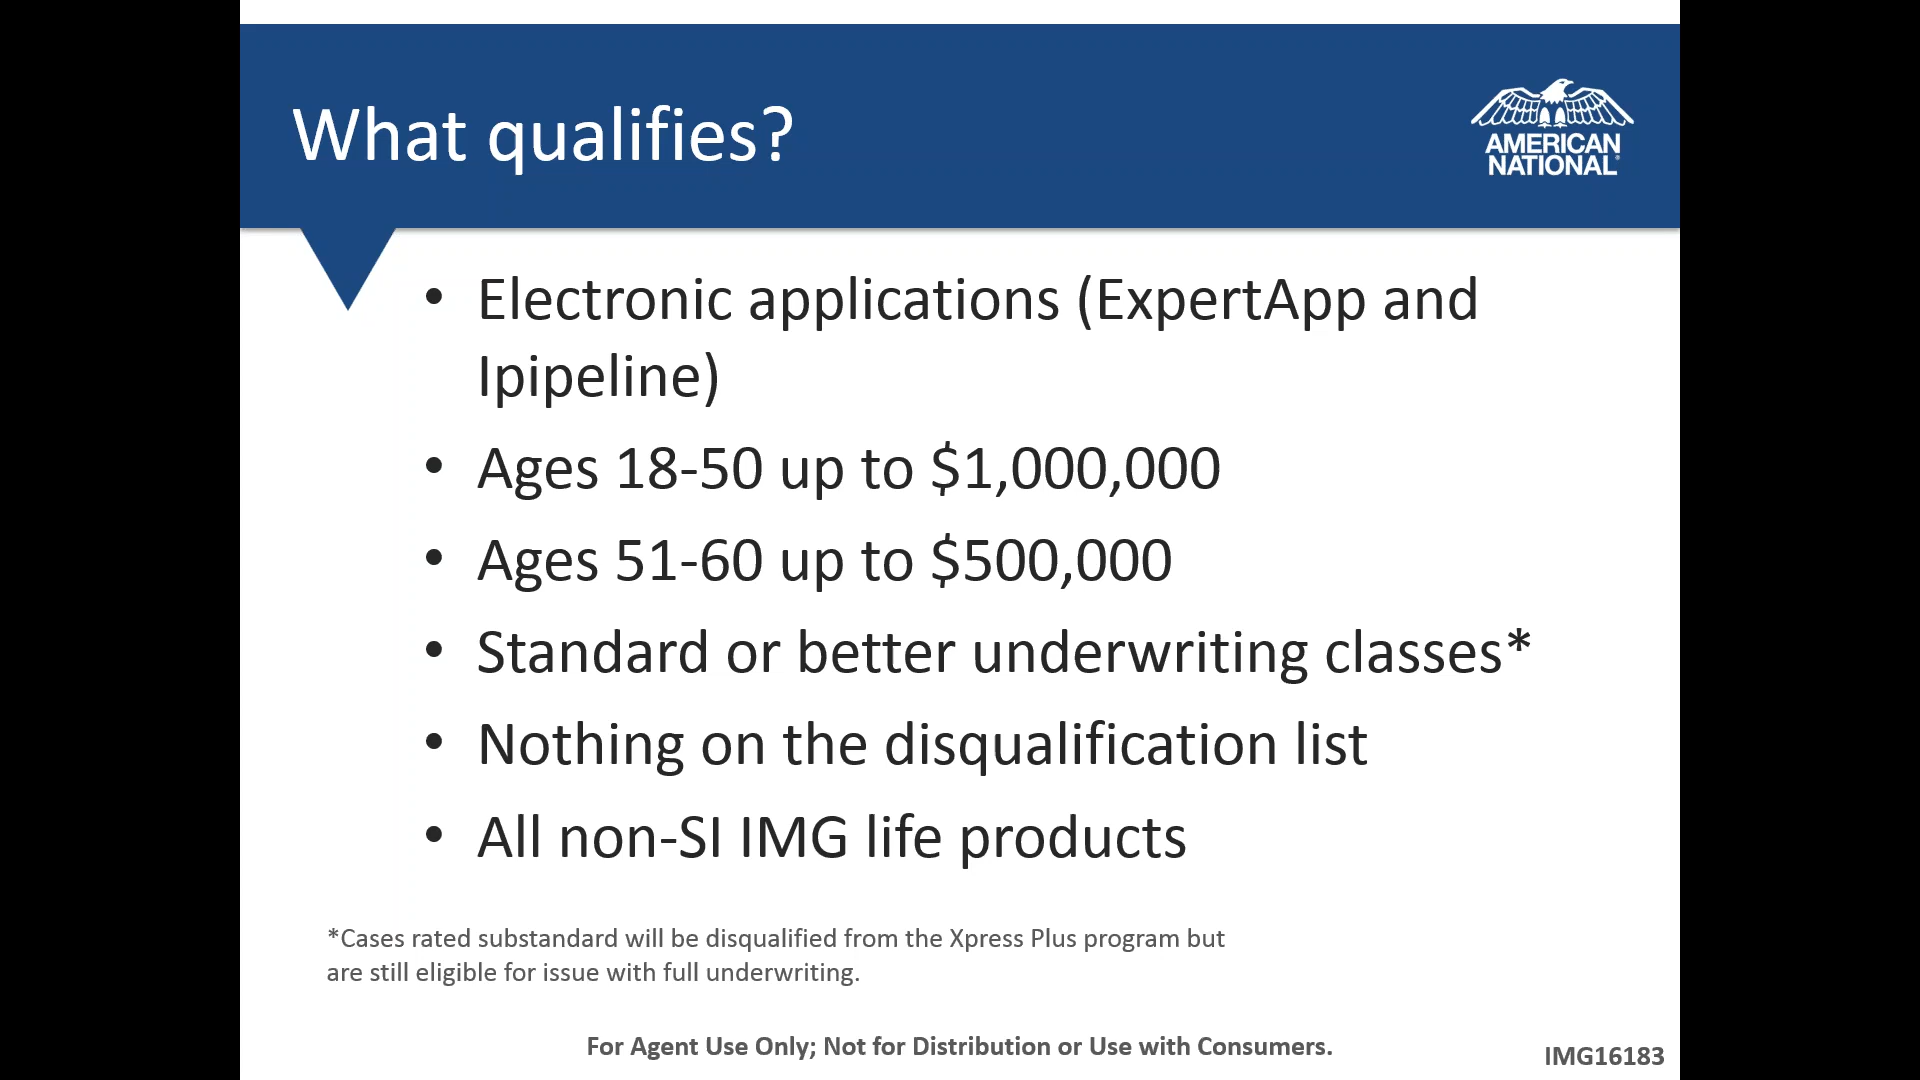 What qualifies?
AMERICAN
NATIONAL®
• Electronic applications (ExpertApp and
Ipipeline)
• Ages 18-50 up to $1,000,000
• Ages 51-60 up to $500,000
• Standard or better underwriting classes*
• Nothing on the disqualification list
• All non-SI IMG life products
*Cases rated substandard will be disqualified from the Xpress Plus program but
are still eligible for issue with full underwriting.
For Agent Use Only; Not for Distribution or Use with Consumers.
IMG16183